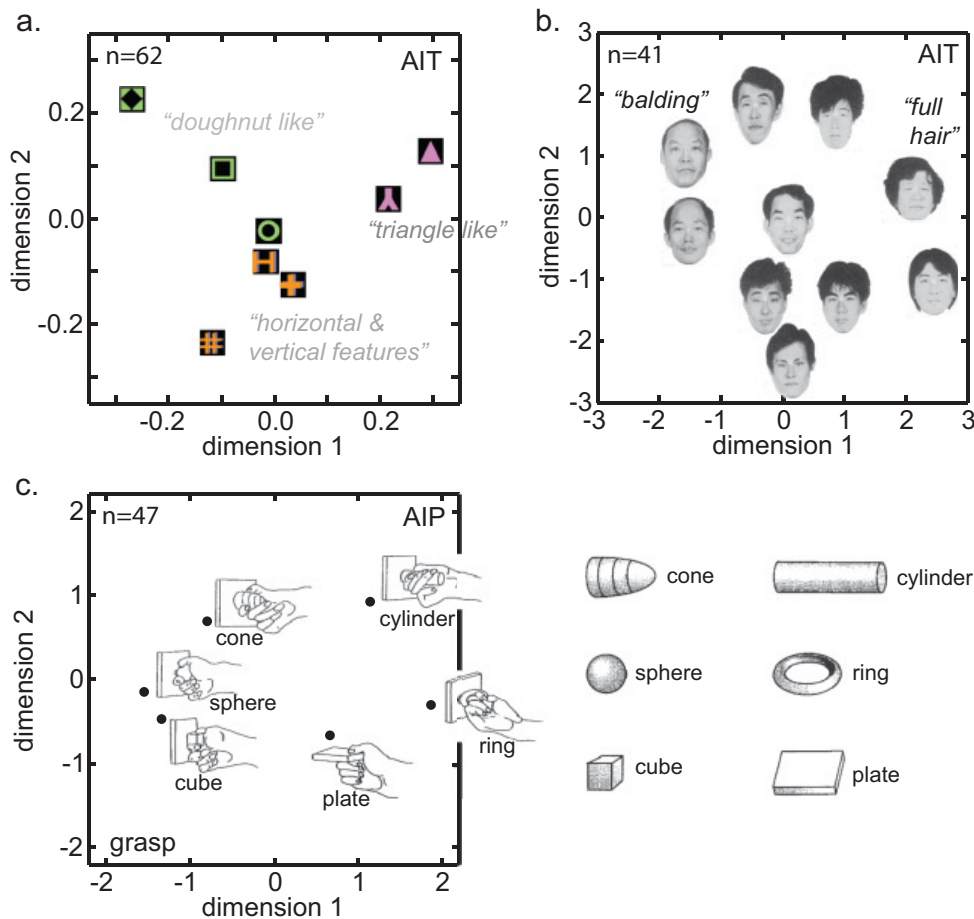 a.
n=62
AIT
0.2
0.0
-0.2
dimension 2
"doughnut like"
"triangle like"
"horizontal &
vertical features"
-0.2
0.0
0.2
dimension 1
b.
n=41
AIT
3
2
1
0
-1
-2
-3
dimension 2
"balding"
"full
hair"
-3
-2
-1
0
1
2
3
dimension 1
c.
n=47
AIP
2
1
0
-1
-2
dimension 2
cone
cylinder
sphere
cube
ring
plate
grasp
-2
-1
0
1
2
dimension 1
cone
cylinder
sphere
ring
cube
plate